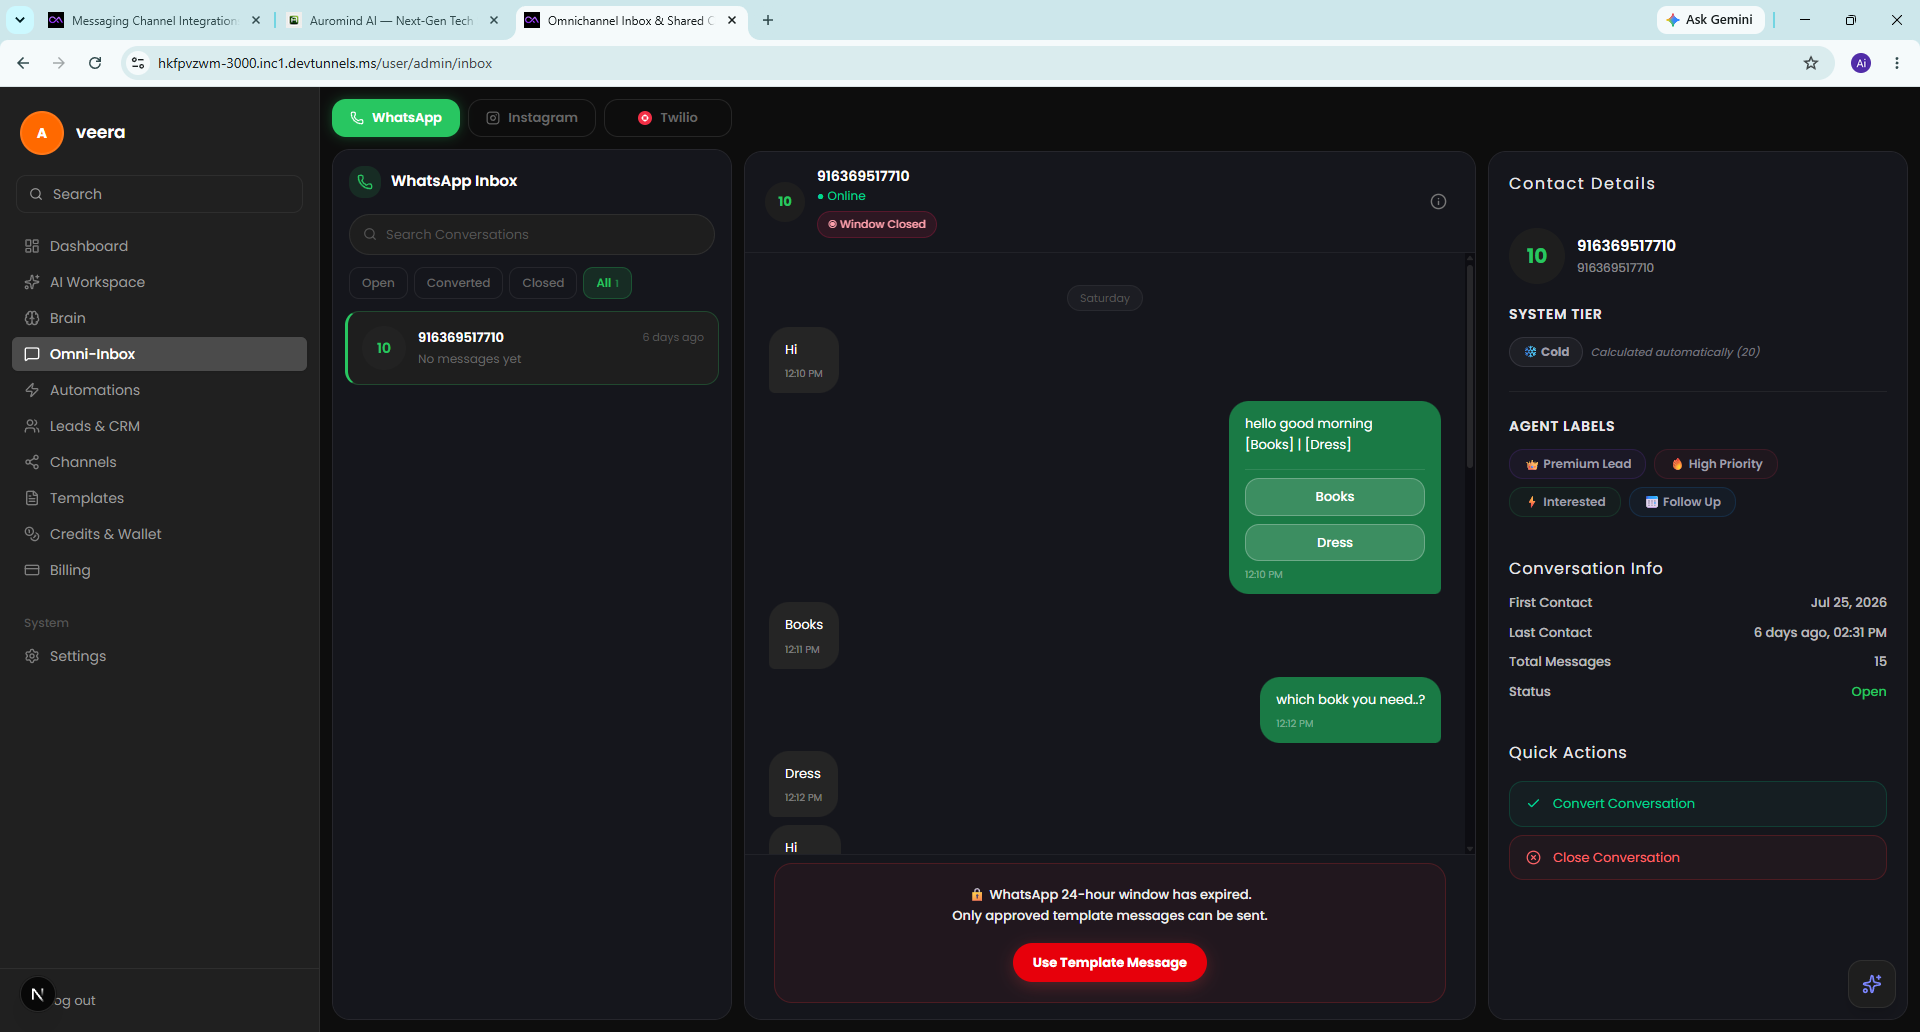 Messaging Channel Integration
Auromind AI — Next-Gen Tech
Omnichannel Inbox & Shared C
Ask Gemini
hkfpvzwm-3000.inc1.devtunnels.ms/user/admin/inbox
Ai
A
veera
Search
Dashboard
AI Workspace
Brain
Omni-Inbox
Automations
Leads & CRM
Channels
Templates
Credits & Wallet
Billing
System
Settings
N
og out
WhatsApp
Instagram
Twilio
WhatsApp Inbox
Search Conversations
Open
Converted
Closed
All 1
10
916369517710
6 days ago
No messages yet
10
916369517710
Online
Window Closed
Saturday
Hi
12:10 PM
hello good morning
[Books] | [Dress]
Books
Dress
12:10 PM
Books
12:11 PM
which bokk you need..?
12:12 PM
Dress
12:12 PM
Hi
WhatsApp 24-hour window has expired.
Only approved template messages can be sent.
Use Template Message
Contact Details
10
916369517710
916369517710
SYSTEM TIER
Cold
Calculated automatically (20)
AGENT LABELS
Premium Lead
High Priority
Interested
Follow Up
Conversation Info
First Contact
Jul 25, 2026
Last Contact
6 days ago, 02:31 PM
Total Messages
15
Status
Open
Quick Actions
Convert Conversation
Close Conversation